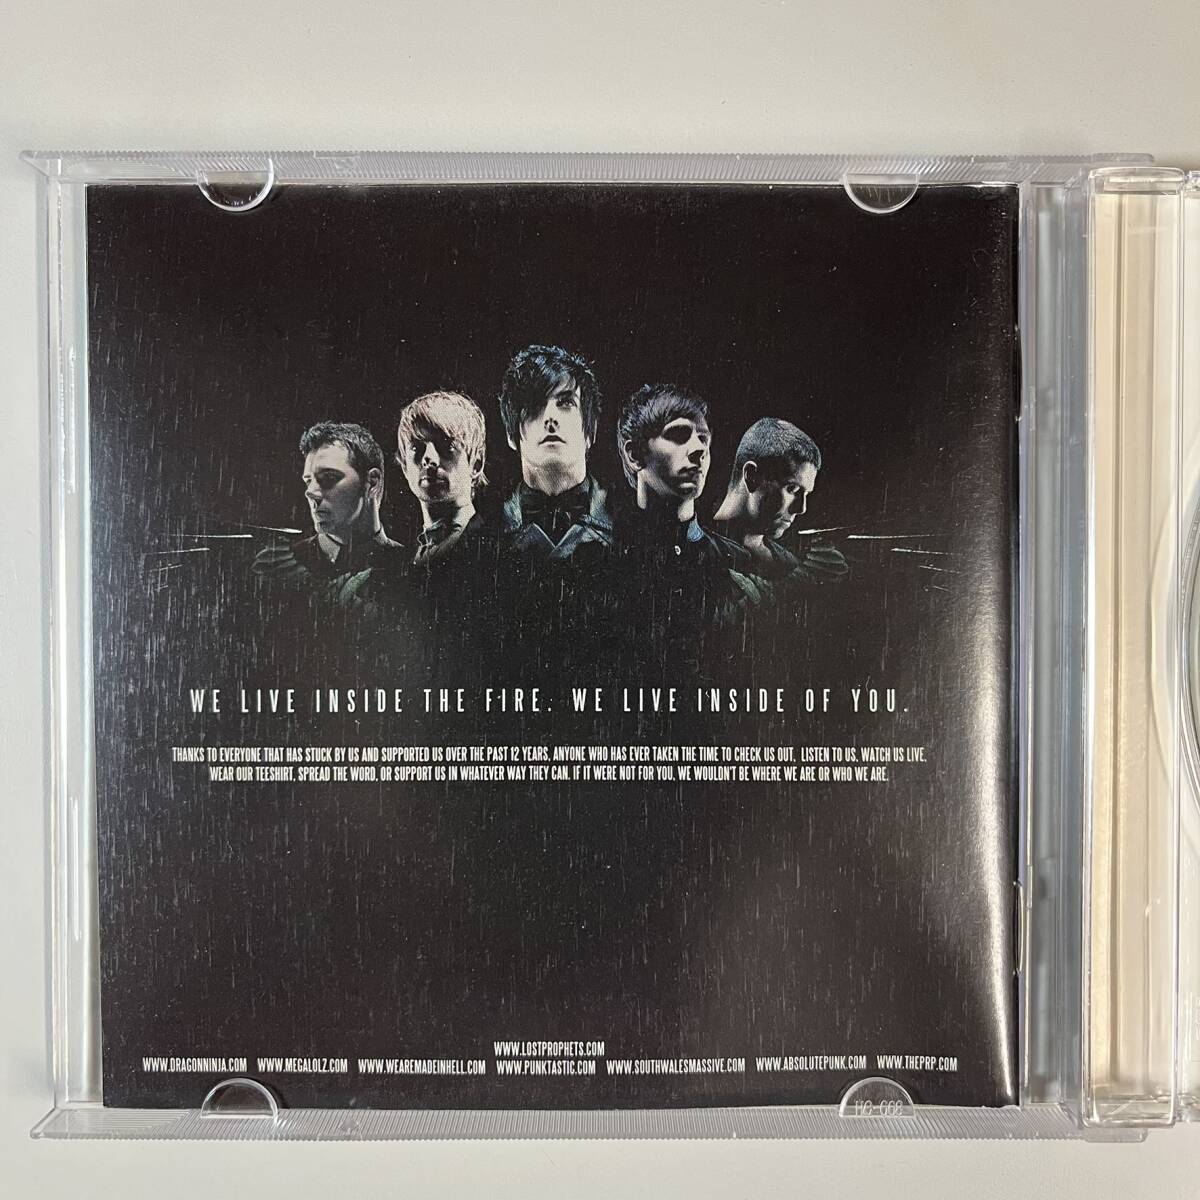 WE LIVE INSIDE THE FIRE. WE LIVE INSIDE OF YOU.
THANKS TO EVERYONE THAT HAS STUCK BY US AND SUPPORTED US OVER THE PAST 12 YEARS. ANYONE WHO HAS EVER TAKEN THE TIME TO CHECK US OUT. LISTEN TO US. WATCH US LIVE.
WEAR OUR TEESHIRT, SPREAD THE WORD, OR SUPPORT US IN WHATEVER WAY THEY CAN. IF IT WERE NOT FOR YOU, WE WOULDN'T BE WHERE WE ARE OR WHO WE ARE.
WWW.LOSTPROPHETS.COM
WWW.DRAGONNINJA.COM WWW.MEGALOLZ.COM WWW.WEAREMADEINHELL.COM WWW.PUNKTASTIC.COM WWW.SOUTHWALESMASSIVE.COM WWW.ABSOLUTEPUNK.COM WWW.THEPRP.COM